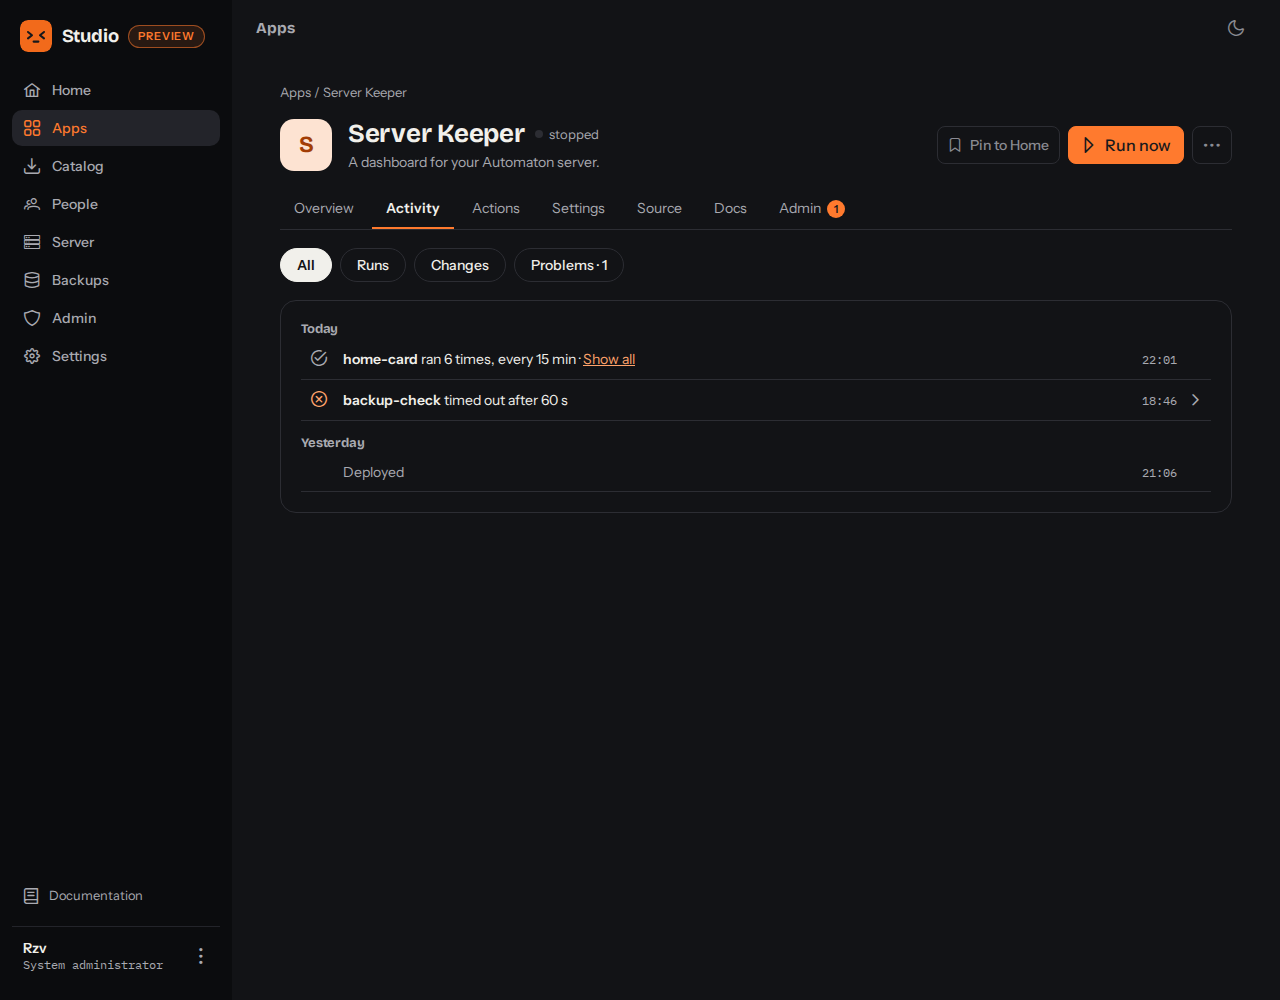 Studio PREVIEW
Home
Apps
Catalog
People
Server
Backups
Admin
Settings
Documentation
Rzv
System administrator
Apps
Apps / Server Keeper
S
Server Keeper stopped
A dashboard for your Automaton server.
Pin to Home
Run now
Overview Activity Actions Settings Source Docs Admin 1
All Runs Changes Problems · 1
Today
home-card ran 6 times, every 15 min · Show all 22:01
backup-check timed out after 60 s 18:46
Yesterday
Deployed 21:06